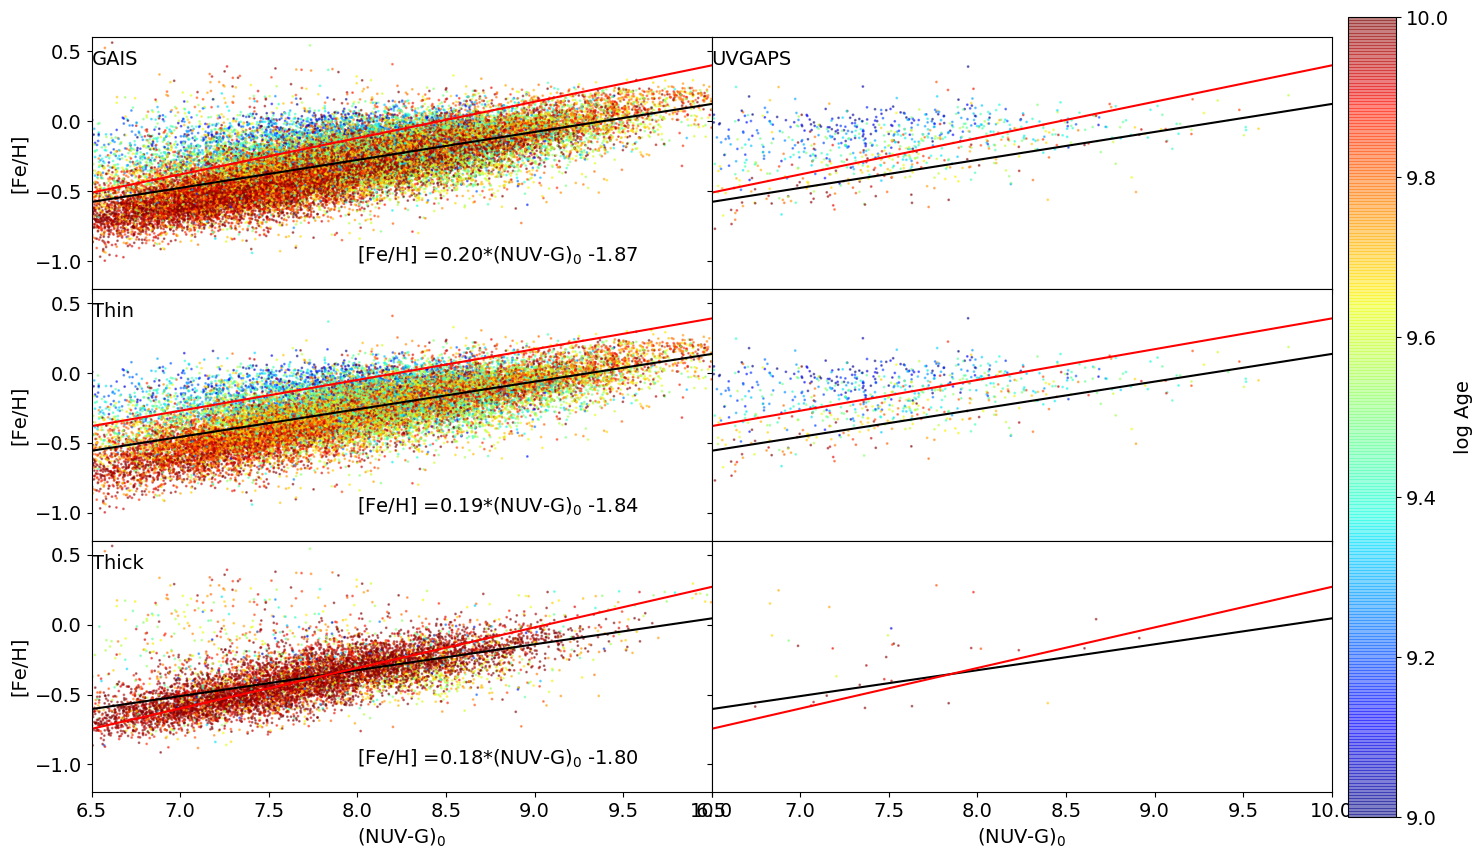 GAIS
UVGAPS
0.5
0.0
−0.5
−1.0
[Fe/H]
[Fe/H] =0.20*(NUV-G)₀ -1.87
Thin
0.5
0.0
−0.5
−1.0
[Fe/H]
[Fe/H] =0.19*(NUV-G)₀ -1.84
Thick
0.5
0.0
−0.5
−1.0
[Fe/H]
[Fe/H] =0.18*(NUV-G)₀ -1.80
6.5 7.0 7.5 8.0 8.5 9.0 9.5 10.0
6.5 7.0 7.5 8.0 8.5 9.0 9.5 10.0
(NUV-G)₀
(NUV-G)₀
10.0
9.8
9.6
9.4
9.2
9.0
log Age